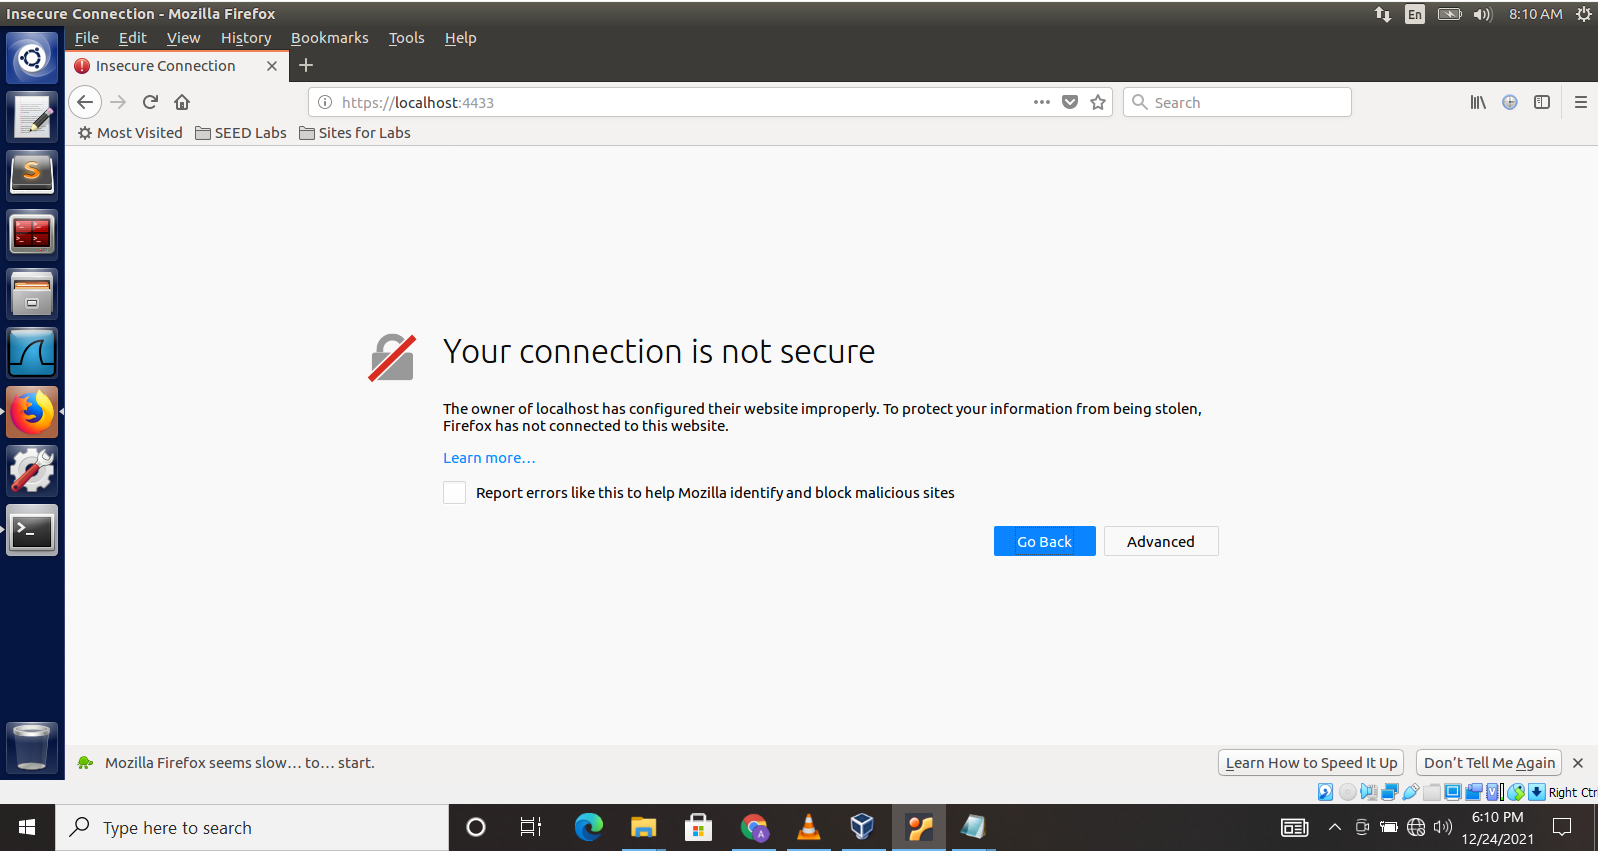 Insecure Connection - Mozilla Firefox
En
8:10 AM
File Edit View History Bookmarks Tools Help
Insecure Connection
https://localhost:4433
Search
Most Visited SEED Labs Sites for Labs
Your connection is not secure
The owner of localhost has configured their website improperly. To protect your information from being stolen,
Firefox has not connected to this website.
Learn more…
Report errors like this to help Mozilla identify and block malicious sites
Go Back Advanced
Mozilla Firefox seems slow… to… start.
Learn How to Speed It Up Don’t Tell Me Again
Right Ctr
Type here to search
A
6:10 PM
12/24/2021